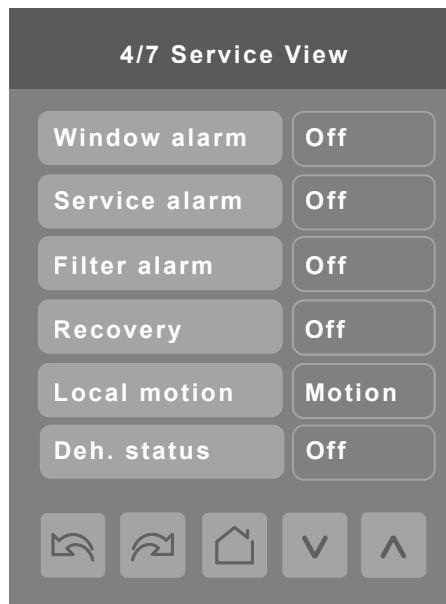 4/7 Service View
Window alarm Off
Service alarm Off
Filter alarm Off
Recovery Off
Local motion Motion
Deh. status Off